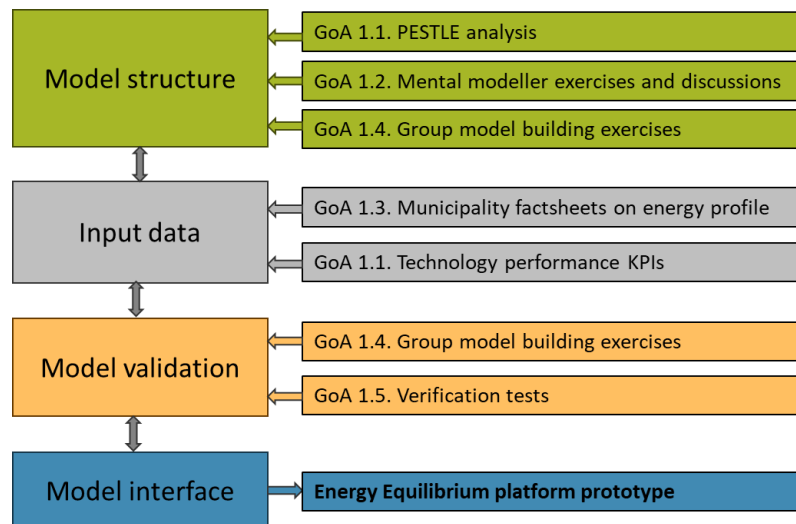 Model structure
GoA 1.1. PESTLE analysis
GoA 1.2. Mental modeller exercises and discussions
GoA 1.4. Group model building exercises
Input data
GoA 1.3. Municipality factsheets on energy profile
GoA 1.1. Technology performance KPIs
Model validation
GoA 1.4. Group model building exercises
GoA 1.5. Verification tests
Model interface
Energy Equilibrium platform prototype